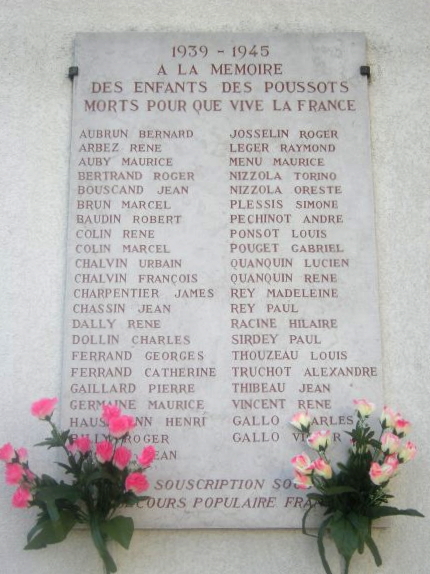 1939 - 1945
A LA MEMOIRE
DES ENFANTS DES POUSSOTS
MORTS POUR QUE VIVE LA FRANCE
AUBRUN BERNARD
ARBEZ RENE
AUBY MAURICE
BERTRAND ROGER
BOUSCAND JEAN
BRUN MARCEL
BAUDIN ROBERT
COLIN RENE
COLIN MARCEL
CHALVIN URBAIN
CHALVIN FRANÇOIS
CHARPENTIER JAMES
CHASSIN JEAN
DALLY RENE
DOLLIN CHARLES
FERRAND GEORGES
FERRAND CATHERINE
GAILLARD PIERRE
GERMAINE MAURICE
HENRI
ROGER
JEAN
JOSSELIN ROGER
LEGER RAYMOND
MENU MAURICE
NIZZOLA TORINO
NIZZOLA ORESTE
PLESSIS SIMONE
PECHINOT ANDRE
PONSOT LOUIS
POUGET GABRIEL
QUANQUIN LUCIEN
QUANQUIN RENE
REY MADELEINE
REY PAUL
RACINE HILAIRE
SIRDEY PAUL
THOUZEAU LOUIS
TRUCHOT ALEXANDRE
THIBEAU JEAN
VINCENT RENE
GALLO
GALLO
SOUSCRIPTION
POPULAIRE